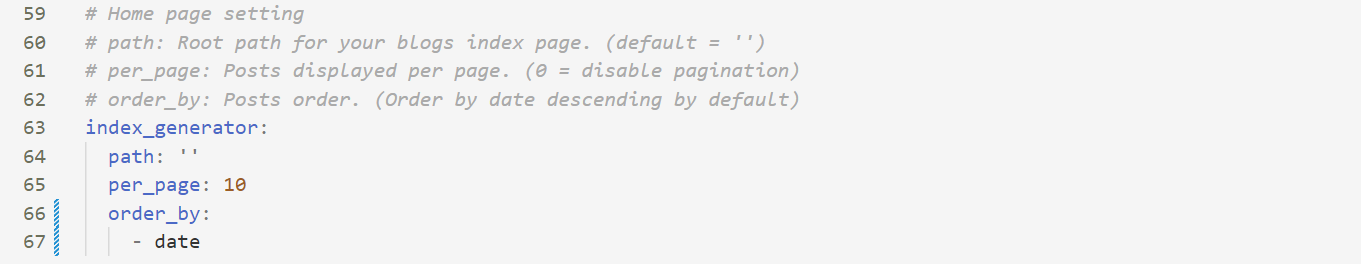 59 # Home page setting
60 # path: Root path for your blogs index page. (default = '')
61 # per_page: Posts displayed per page. (0 = disable pagination)
62 # order_by: Posts order. (Order by date descending by default)
63 index_generator:
64 path: ''
65 per_page: 10
66 order_by:
67 - date